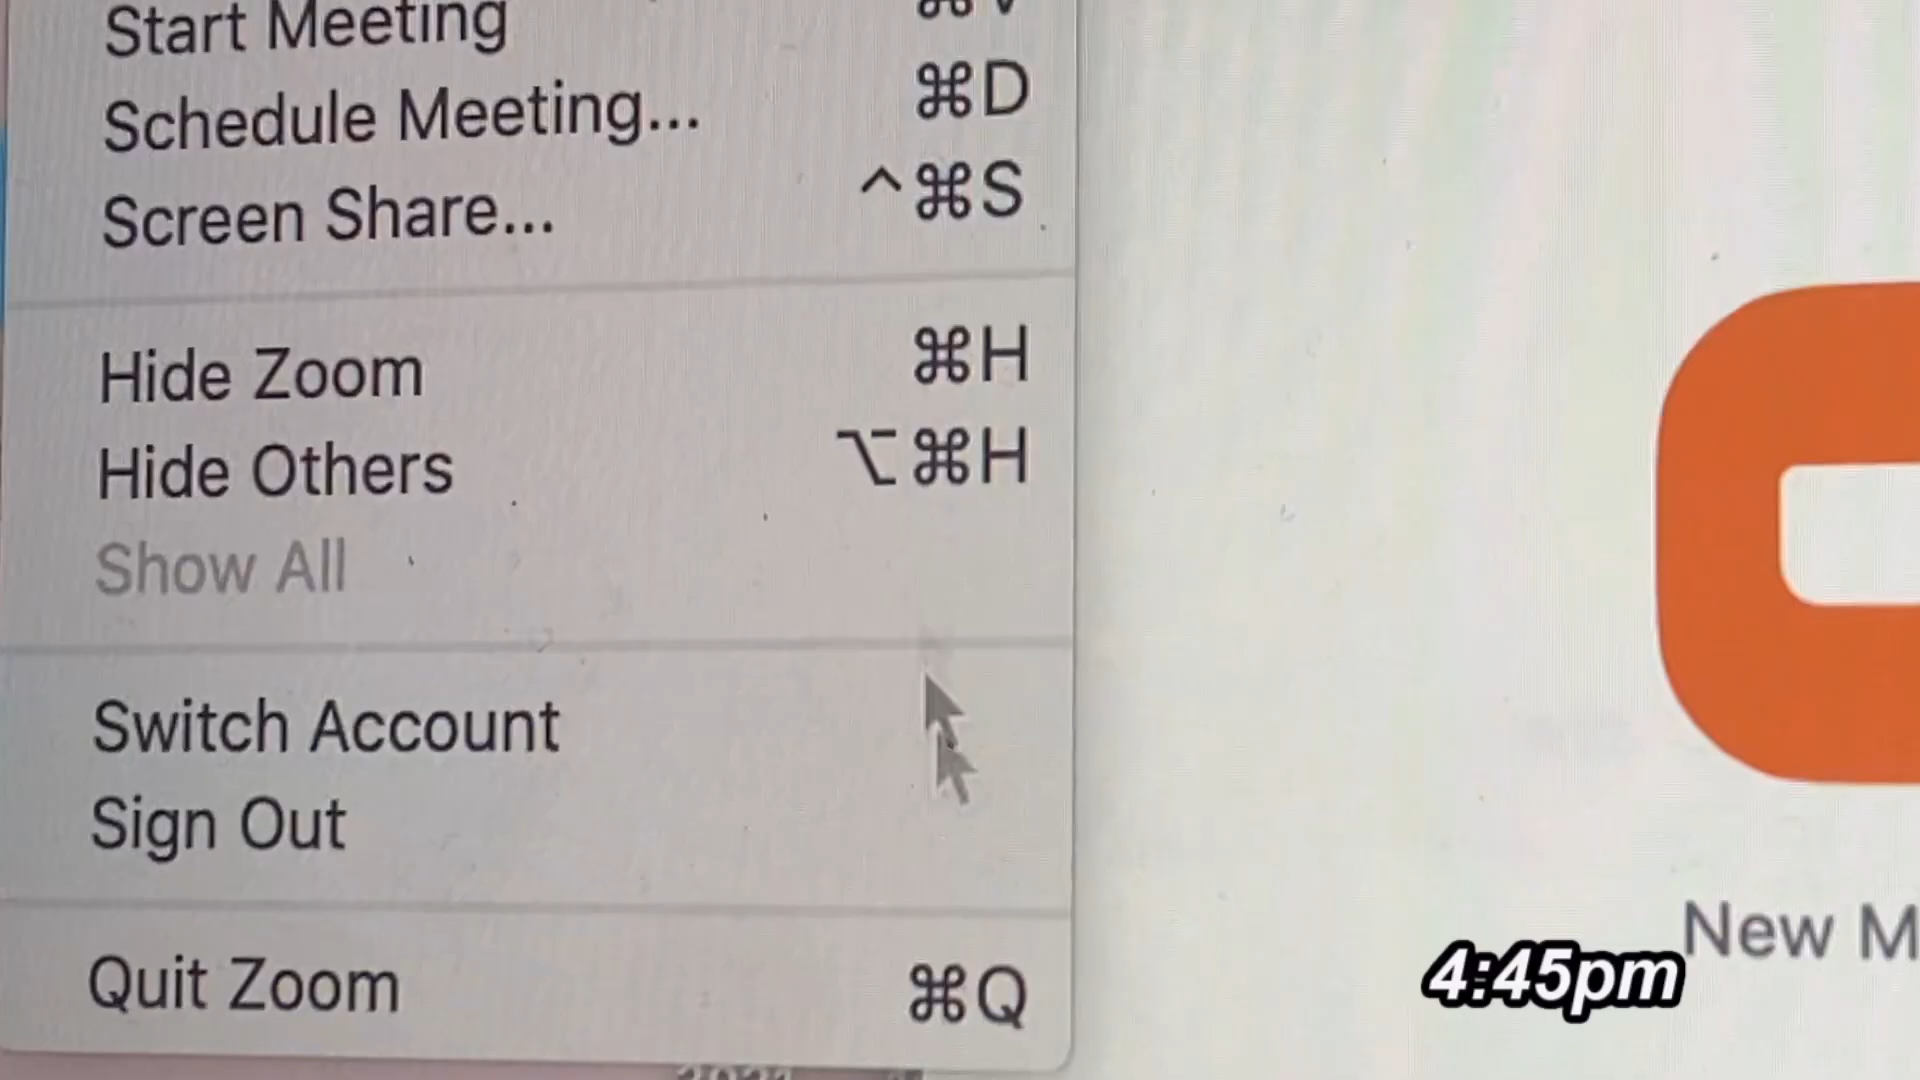 Start Meeting ⌘V
Schedule Meeting... ⌘D
Screen Share... ^⌘S
Hide Zoom ⌘H
Hide Others ⌥⌘H
Show All
Switch Account
Sign Out
Quit Zoom ⌘Q
New M
4:45pm